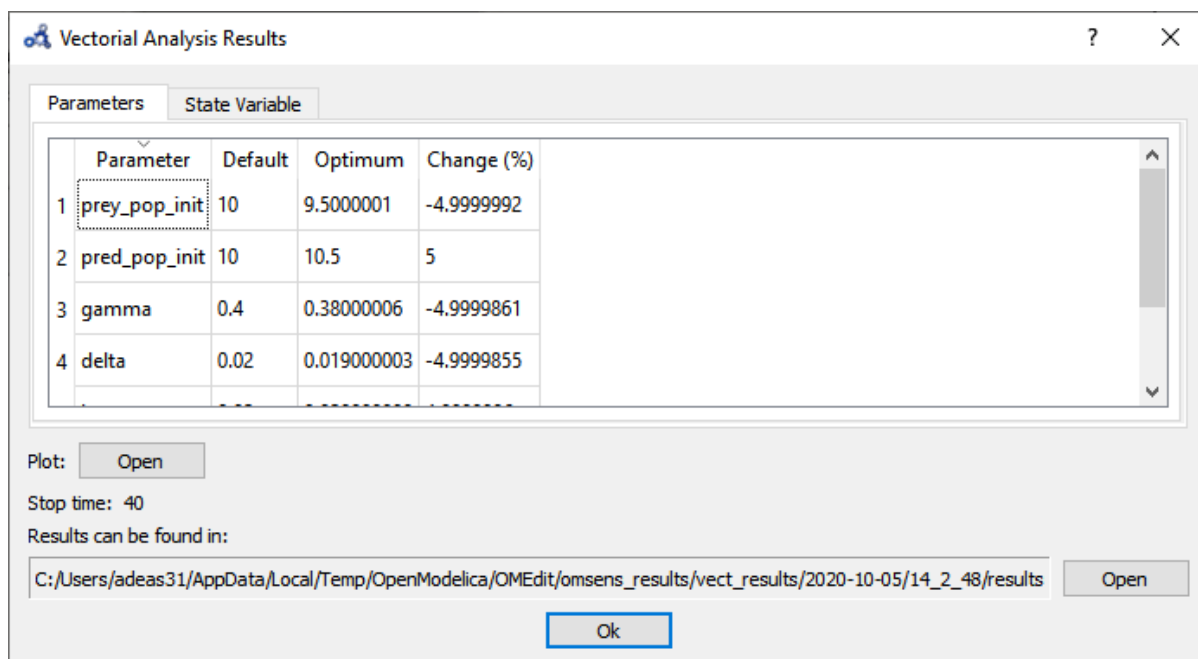 Vectorial Analysis Results ?
Parameters State Variable
Parameter Default Optimum Change (%)
1 prey_pop_init 10 9.5000001 -4.9999992
2 pred_pop_init 10 10.5 5
3 gamma 0.4 0.38000006 -4.9999861
4 delta 0.02 0.019000003 -4.9999855
Plot: Open
Stop time: 40
Results can be found in:
C:/Users/adeas31/AppData/Local/Temp/OpenModelica/OMEdit/omsens_results/vect_results/2020-10-05/14_2_48/results Open
Ok